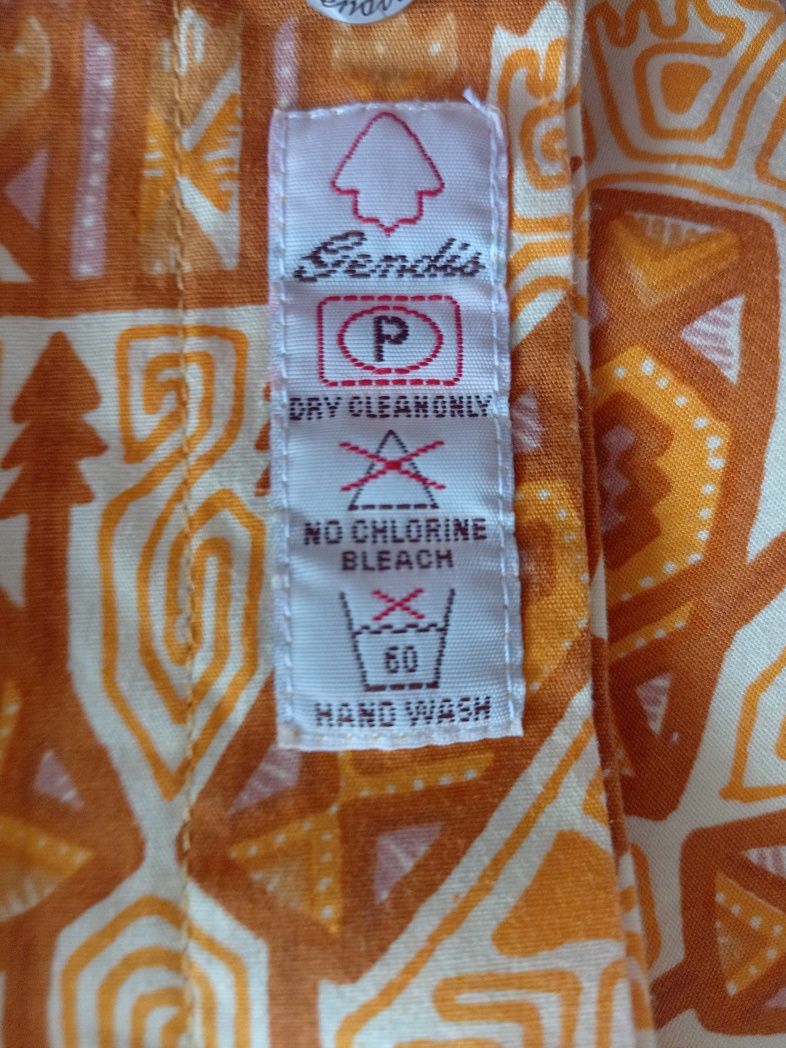 Gendis
P
DRY CLEAN ONLY
NO CHLORINE
BLEACH
60
HAND WASH